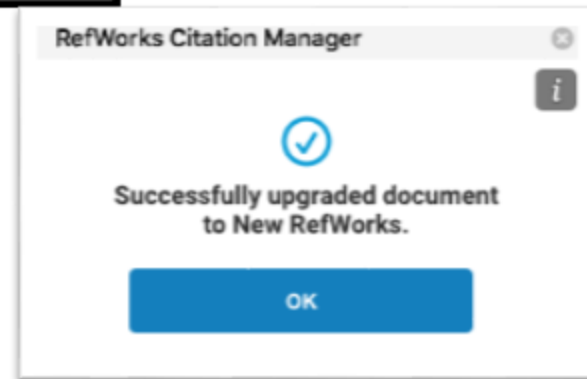 RefWorks Citation Manager
i
Successfully upgraded document
to New RefWorks.
OK